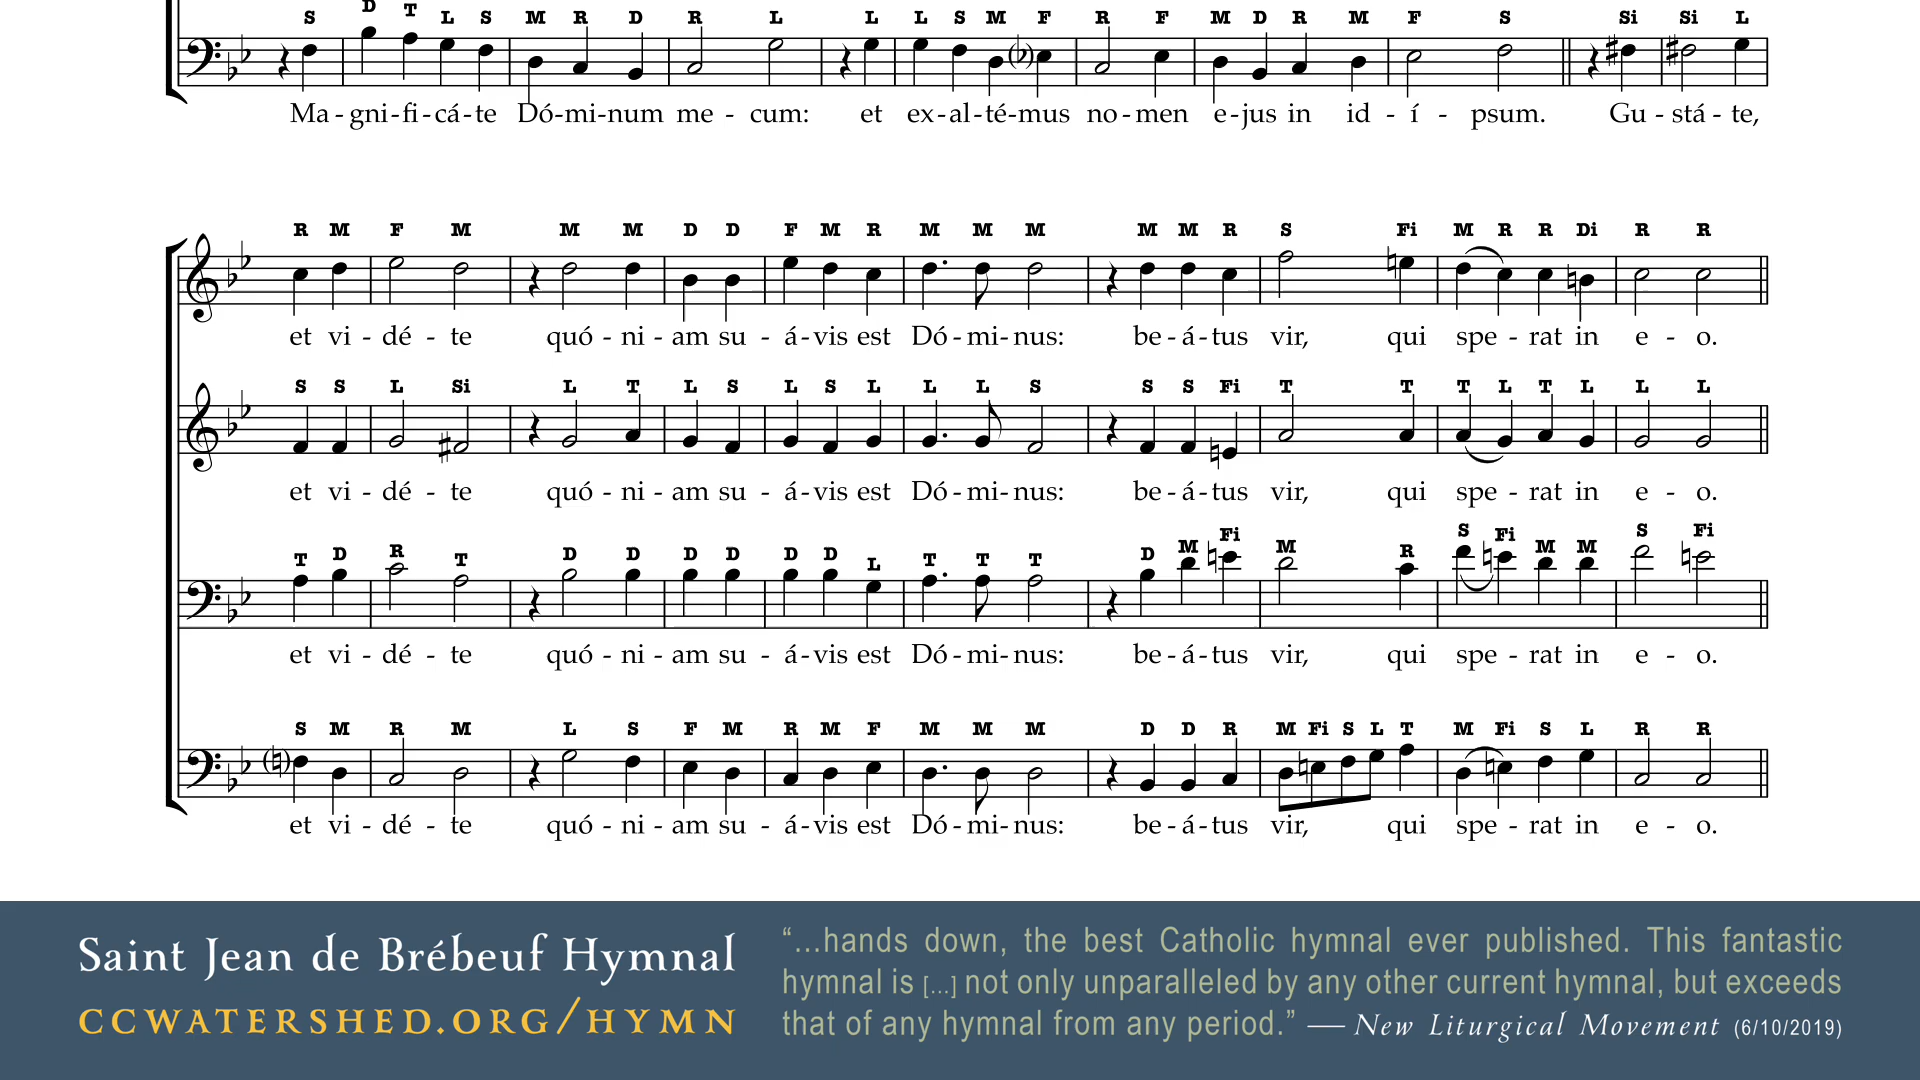 S D T L S M R D R L L L S M F R F M D R M F S Si Si L
Ma - gni - fi - cá - te Dó - mi - num me - cum: et ex - al - té - mus no - men e - jus in id - í - psum. Gu - stá - te,
R M F M M M D D F M R M M M M M R S Fi M R R Di R R
et vi - dé - te quó - ni - am su - á - vis est Dó - mi - nus: be - á - tus vir, qui spe - rat in e - o.
S S L Si L T L S L S L L L S S S Fi T T T L T L L L
et vi - dé - te quó - ni - am su - á - vis est Dó - mi - nus: be - á - tus vir, qui spe - rat in e - o.
T D R T D D D D D D L T T T D M Fi M R S Fi M M S Fi
et vi - dé - te quó - ni - am su - á - vis est Dó - mi - nus: be - á - tus vir, qui spe - rat in e - o.
S M R M L S F M R M F M M M D D R M Fi S L T M Fi S L R R
et vi - dé - te quó - ni - am su - á - vis est Dó - mi - nus: be - á - tus vir, qui spe - rat in e - o.
Saint Jean de Brébeuf Hymnal
CCWATERSHED.ORG/HYMN
“…hands down, the best Catholic hymnal ever published. This fantastic
hymnal is […] not only unparalleled by any other current hymnal, but exceeds
that of any hymnal from any period.” — New Liturgical Movement (6/10/2019)